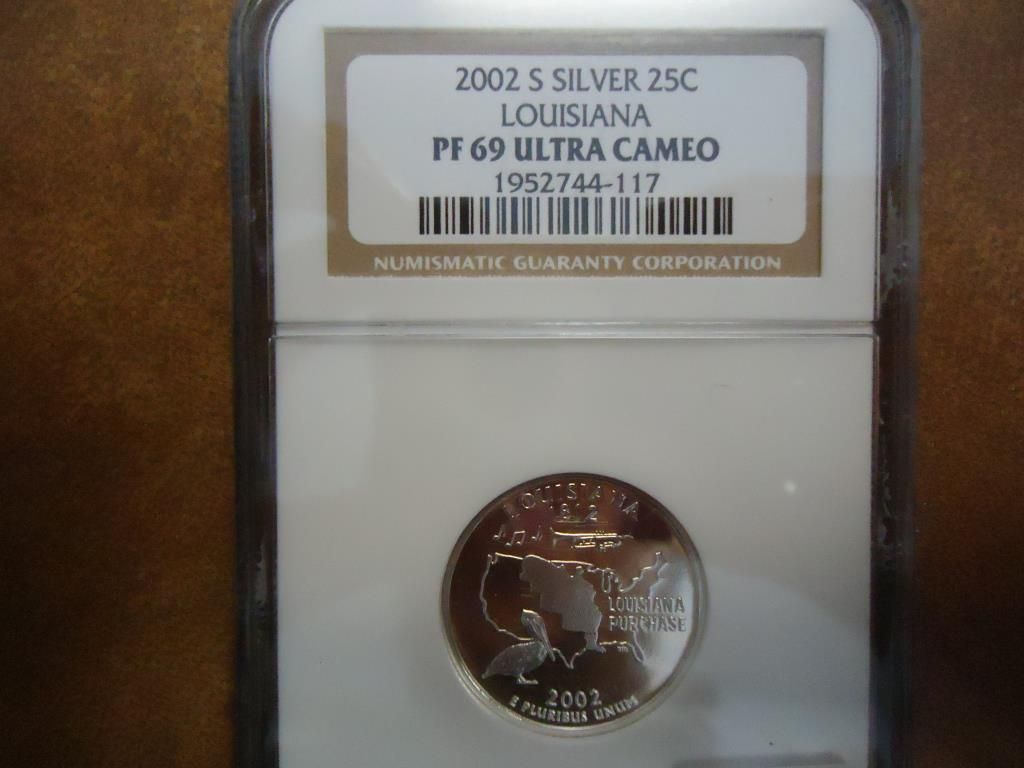 2002 S SILVER 25C
LOUISIANA
PF 69 ULTRA CAMEO
1952744-117
NUMISMATIC GUARANTY CORPORATION
LOUISIANA
1812
LOUISIANA
PURCHASE
2002
E PLURIBUS UNUM